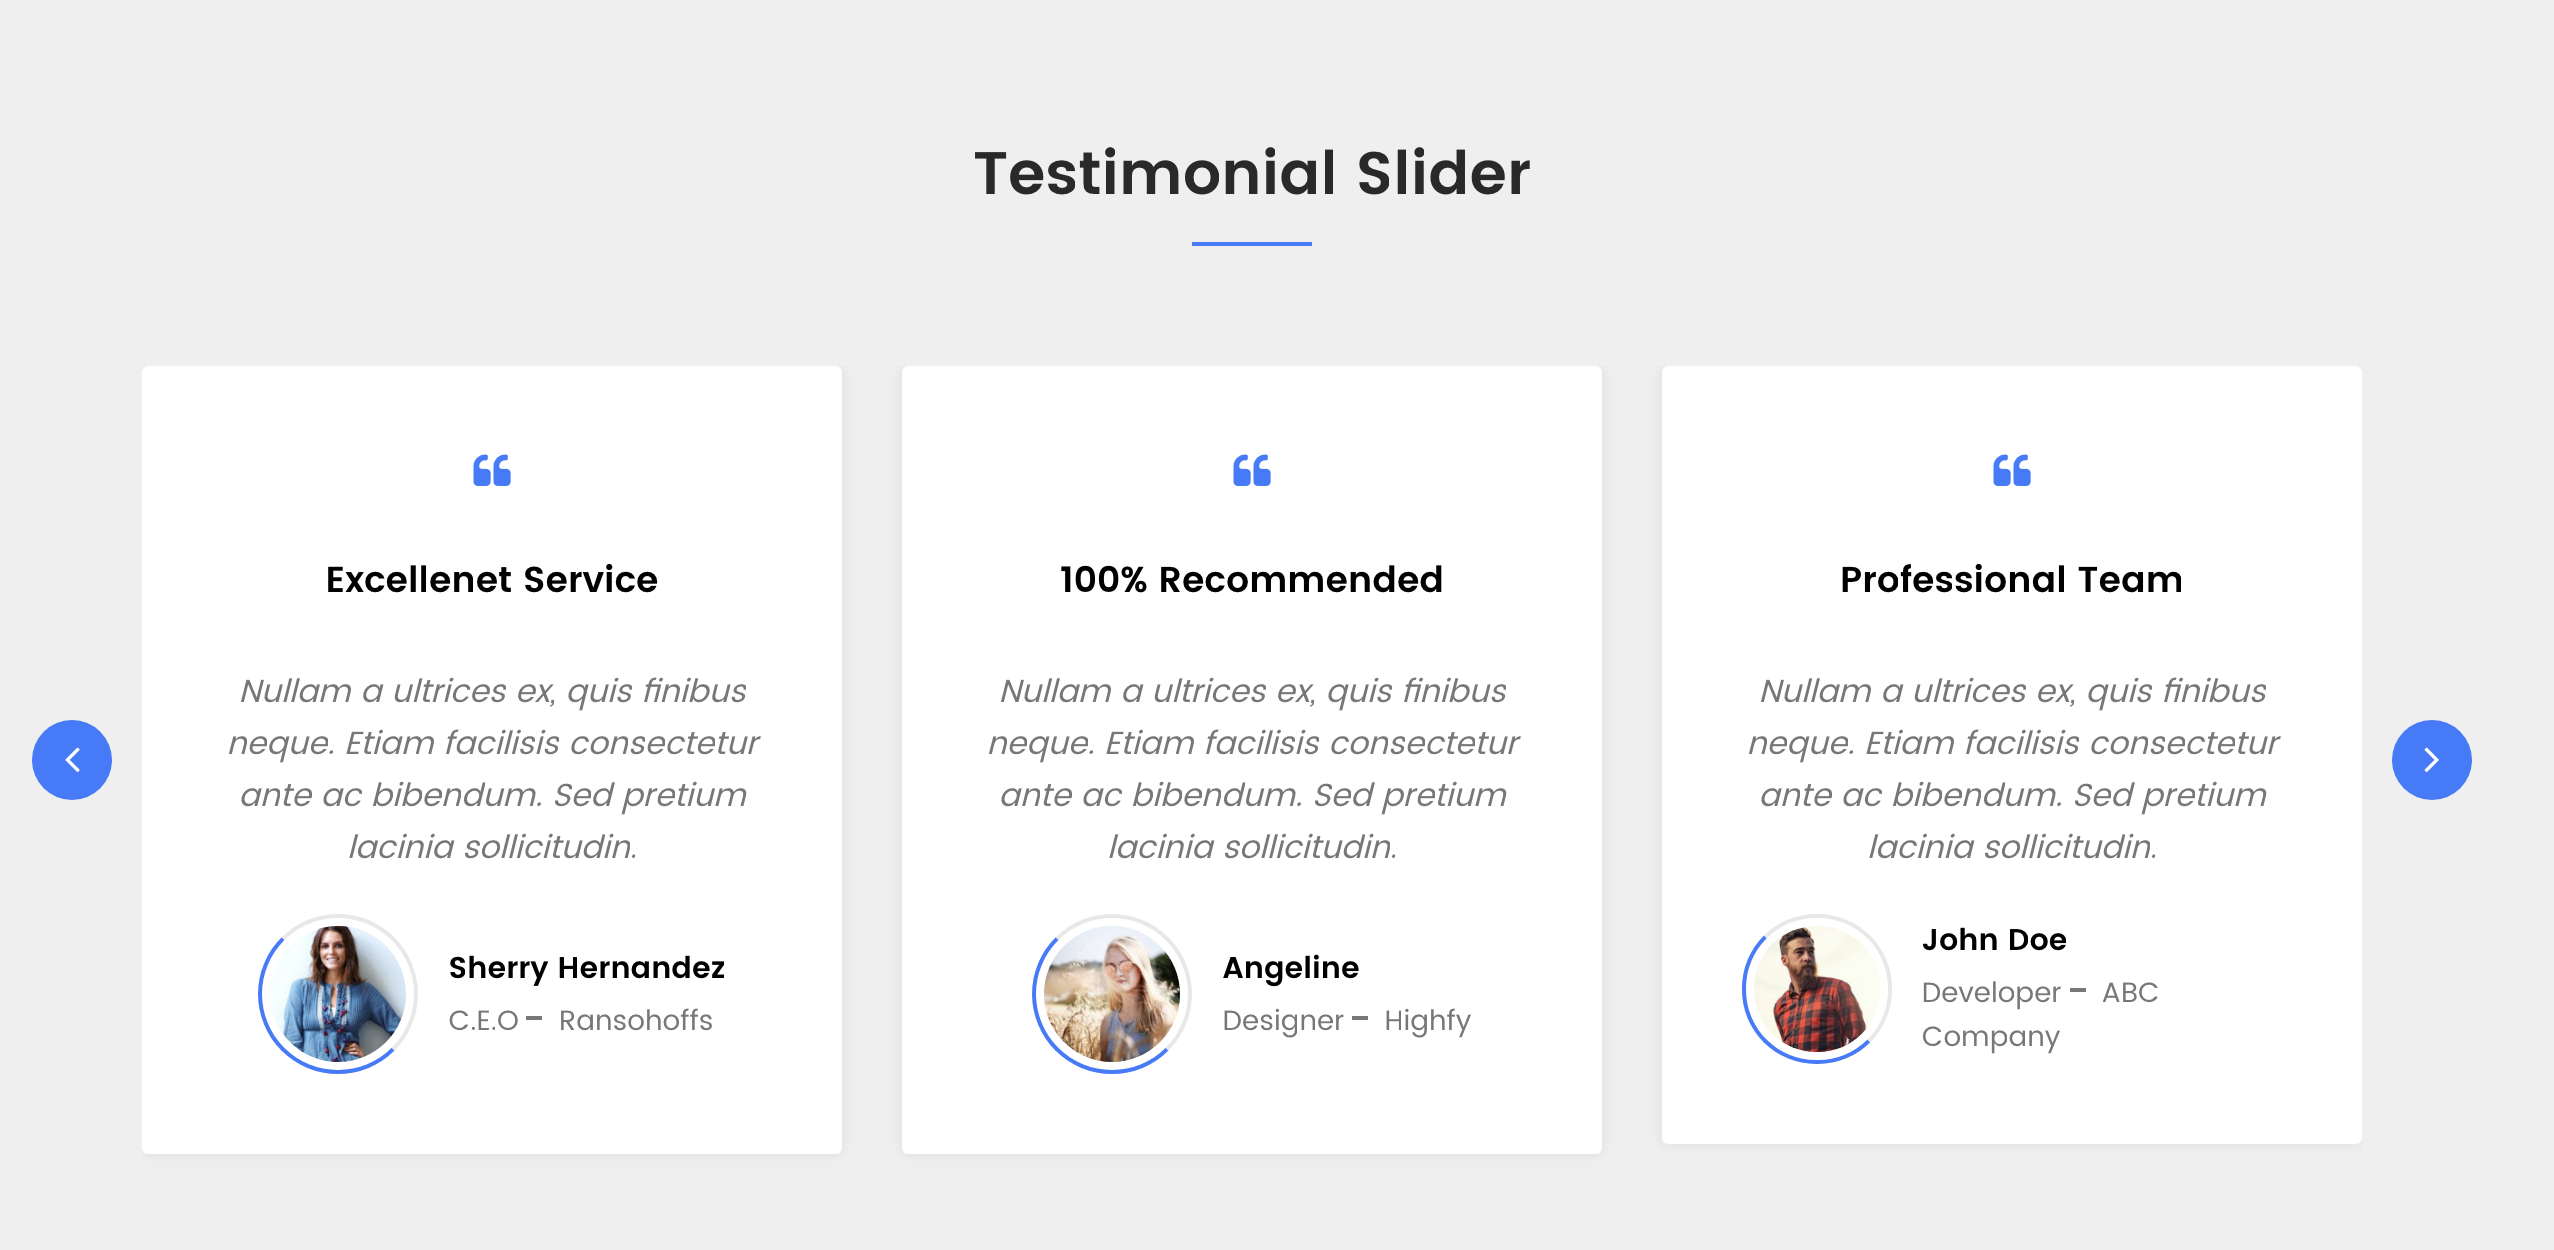 Testimonial Slider
Excellenet Service
Nullam a ultrices ex, quis finibus
neque. Etiam facilisis consectetur
ante ac bibendum. Sed pretium
lacinia sollicitudin.
Sherry Hernandez
C.E.O – Ransohoffs
100% Recommended
Nullam a ultrices ex, quis finibus
neque. Etiam facilisis consectetur
ante ac bibendum. Sed pretium
lacinia sollicitudin.
Angeline
Designer – Highfy
Professional Team
Nullam a ultrices ex, quis finibus
neque. Etiam facilisis consectetur
ante ac bibendum. Sed pretium
lacinia sollicitudin.
John Doe
Developer – ABC
Company